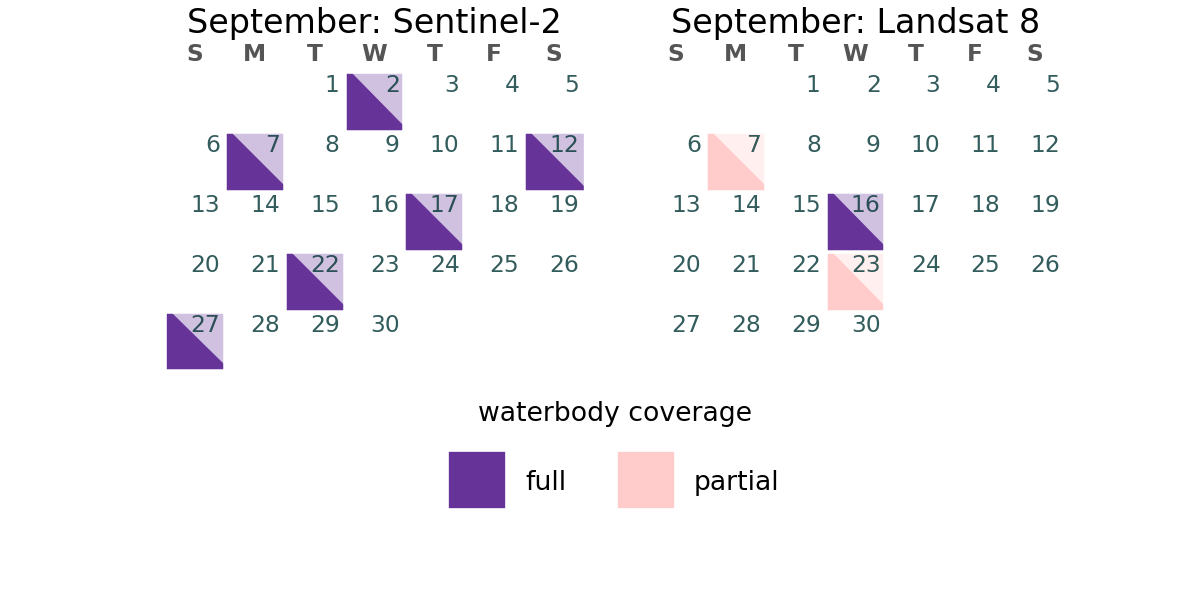 September: Sentinel-2
S M T W T F S
1 2 3 4 5
6 7 8 9 10 11 12
13 14 15 16 17 18 19
20 21 22 23 24 25 26
27 28 29 30
September: Landsat 8
S M T W T F S
1 2 3 4 5
6 7 8 9 10 11 12
13 14 15 16 17 18 19
20 21 22 23 24 25 26
27 28 29 30
waterbody coverage
full
partial